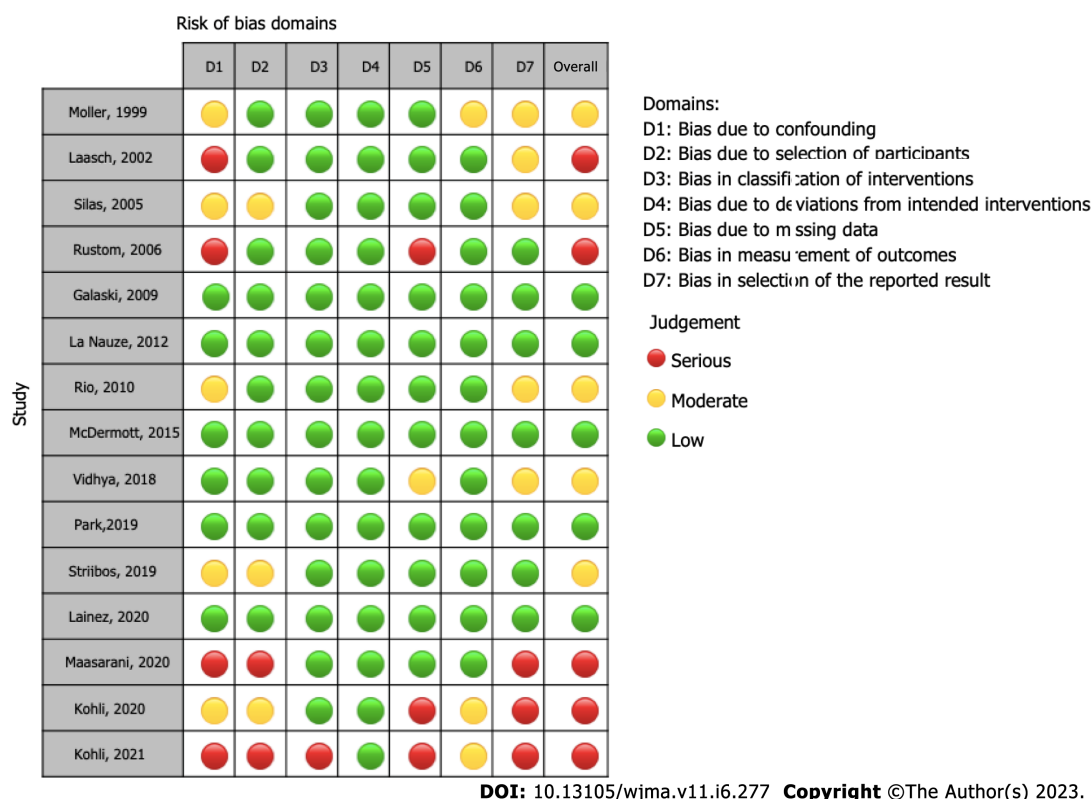 Risk of bias domains
D1 D2 D3 D4 D5 D6 D7 Overall
Moller, 1999
Laasch, 2002
Silas, 2005
Rustom, 2006
Galaski, 2009
La Nauze, 2012
Rio, 2010
McDermott, 2015
Vidhya, 2018
Park,2019
Striibos, 2019
Lainez, 2020
Maasarani, 2020
Kohli, 2020
Kohli, 2021
Study
Domains:
D1: Bias due to confounding
D2: Bias due to selection of participants
D3: Bias in classification of interventions
D4: Bias due to deviations from intended interventions
D5: Bias due to missing data
D6: Bias in measurement of outcomes
D7: Bias in selection of the reported result
Judgement
Serious
Moderate
Low
DOI: 10.13105/wjma.v11.i6.277 Copyright ©The Author(s) 2023.